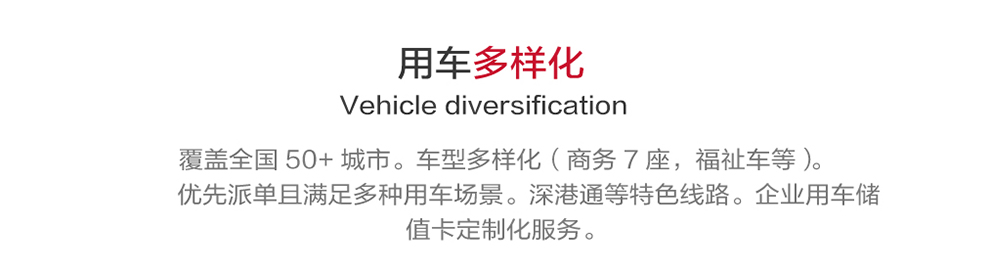 用车多样化
Vehicle diversification
覆盖全国 50+ 城市。车型多样化（商务 7 座，福祉车等）。
优先派单且满足多种用车场景。深港通等特色线路。企业用车储
值卡定制化服务。